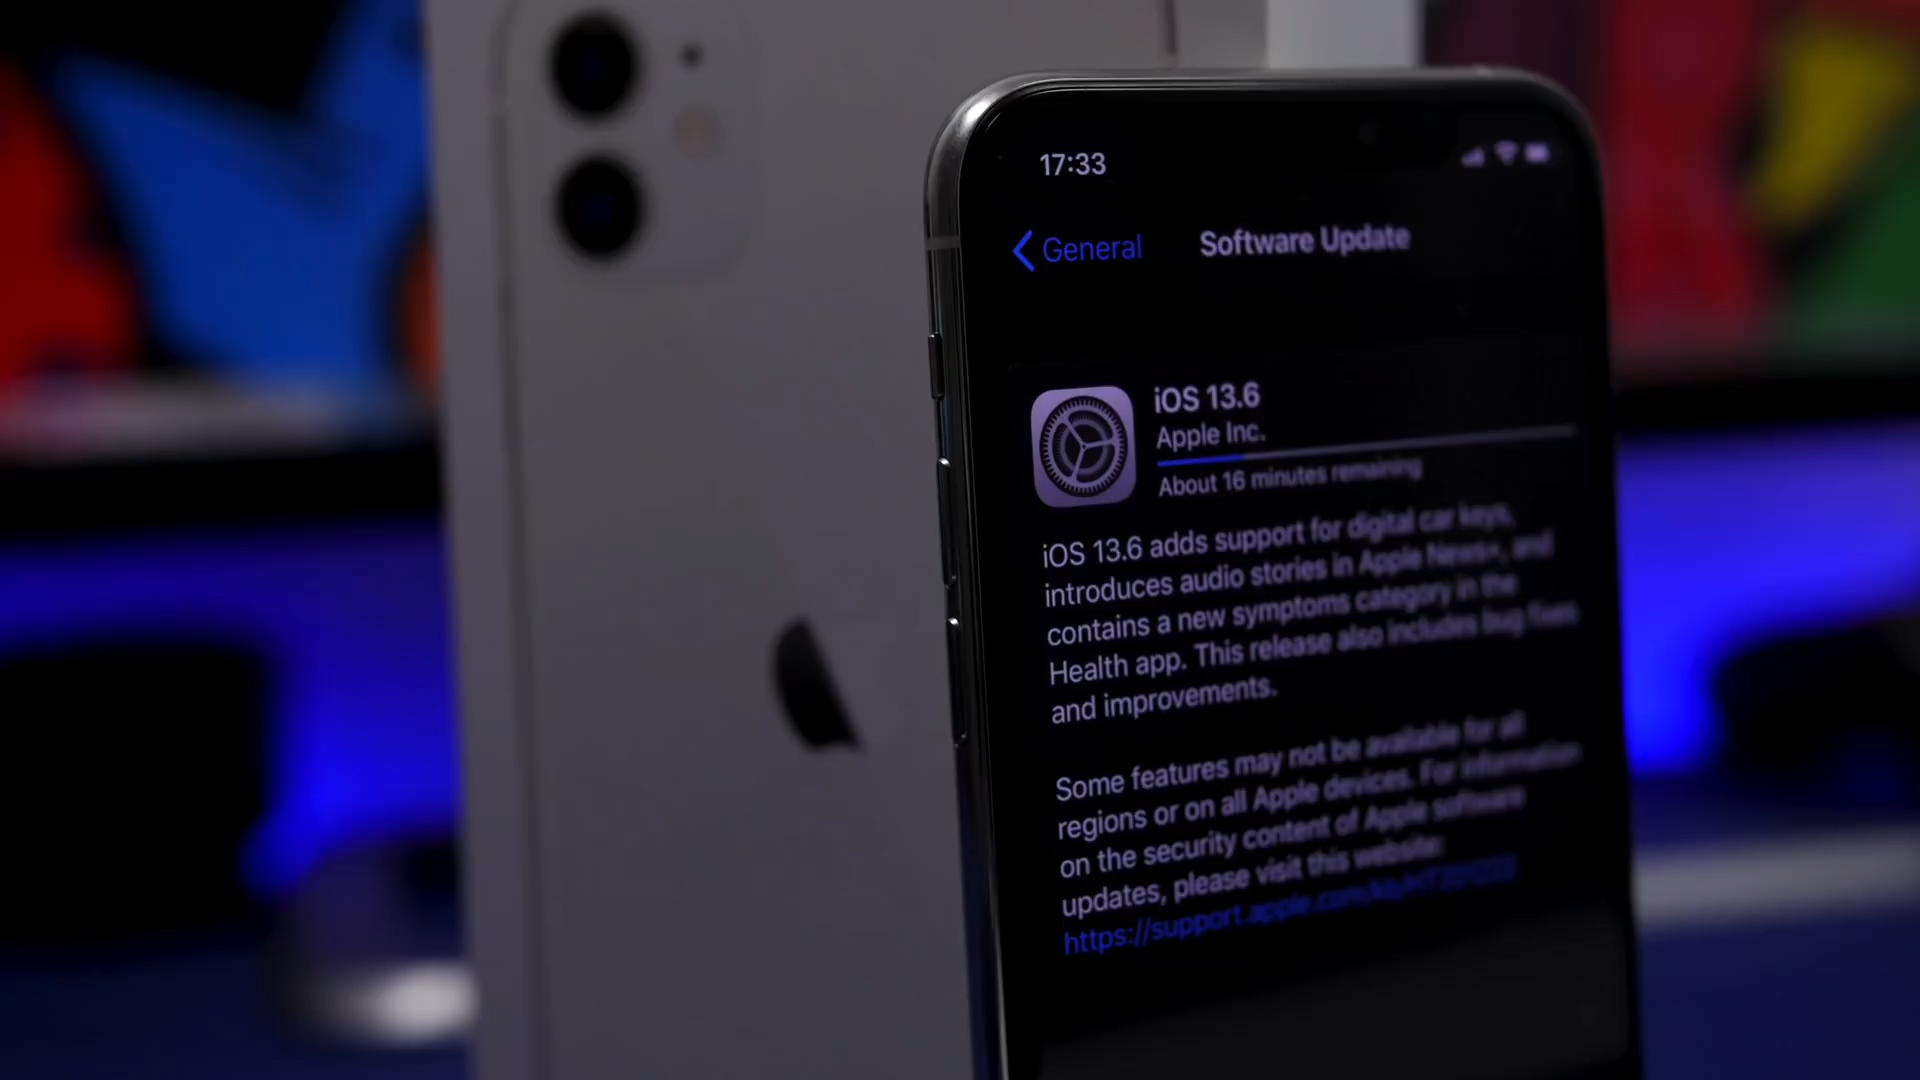 17:33
General
Software Update
iOS 13.6
Apple Inc.
About 16 minutes remaining
iOS 13.6 adds support for digital car keys,
introduces audio stories in Apple News+, and
contains a new symptoms category in the
Health app. This release also includes bug fixes
and improvements.
Some features may not be available for all
regions or on all Apple devices. For information
on the security content of Apple software
updates, please visit this website: